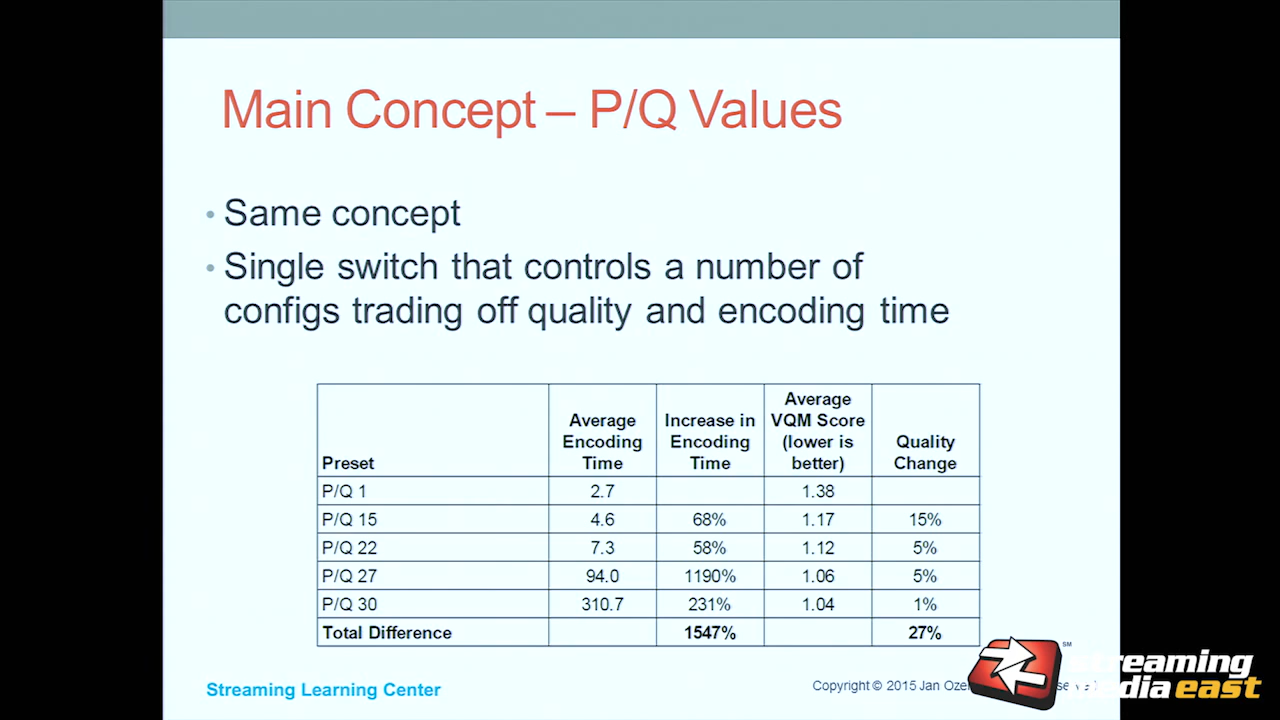 Main Concept – P/Q Values
• Same concept
• Single switch that controls a number of
configs trading off quality and encoding time
Preset Average Encoding Time Increase in Encoding Time Average VQM Score (lower is better) Quality Change
P/Q 1 2.7 1.38
P/Q 15 4.6 68% 1.17 15%
P/Q 22 7.3 58% 1.12 5%
P/Q 27 94.0 1190% 1.06 5%
P/Q 30 310.7 231% 1.04 1%
Total Difference 1547% 27%
Streaming Learning Center
Copyright © 2015 Jan
SM
streaming
media east